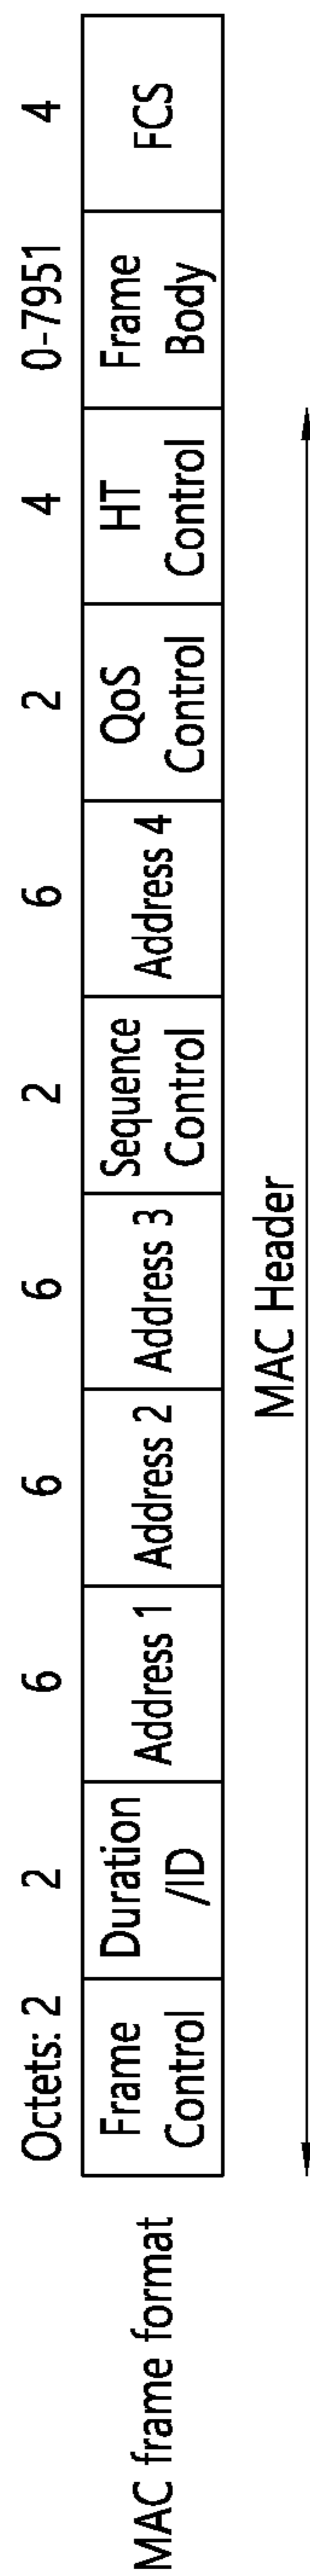 Octets: 2 2 6 6 6 2 6 2 4 0-7951 4
MAC frame format
Frame
Control
Duration
/ID
Address 1
Address 2
Address 3
Sequence
Control
Address 4
QoS
Control
HT
Control
Frame
Body
FCS
MAC Header